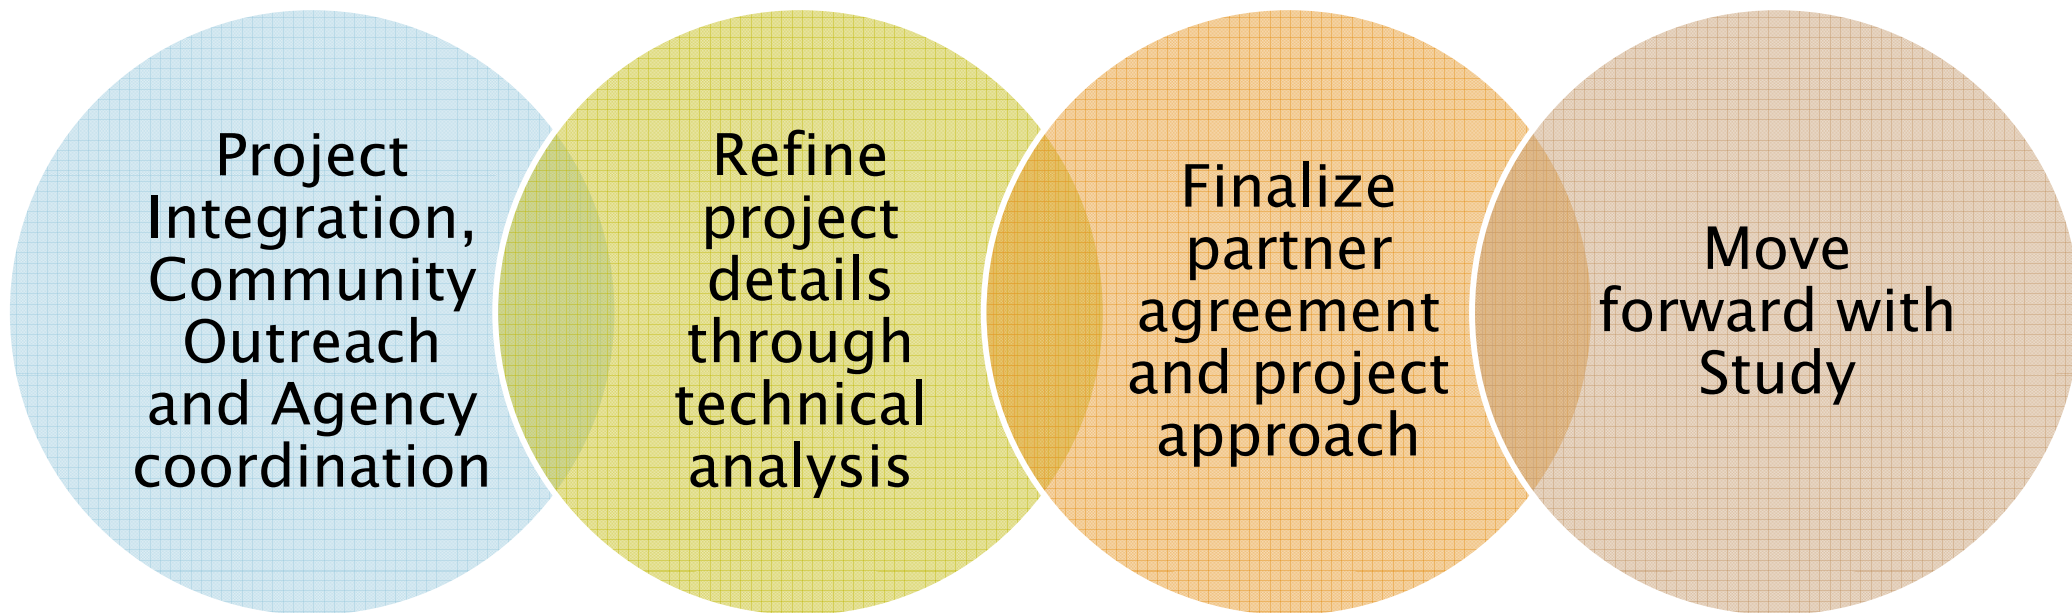 Project
Integration,
Community
Outreach
and Agency
coordination
Refine
project
details
through
technical
analysis
Finalize
partner
agreement
and project
approach
Move
forward with
Study